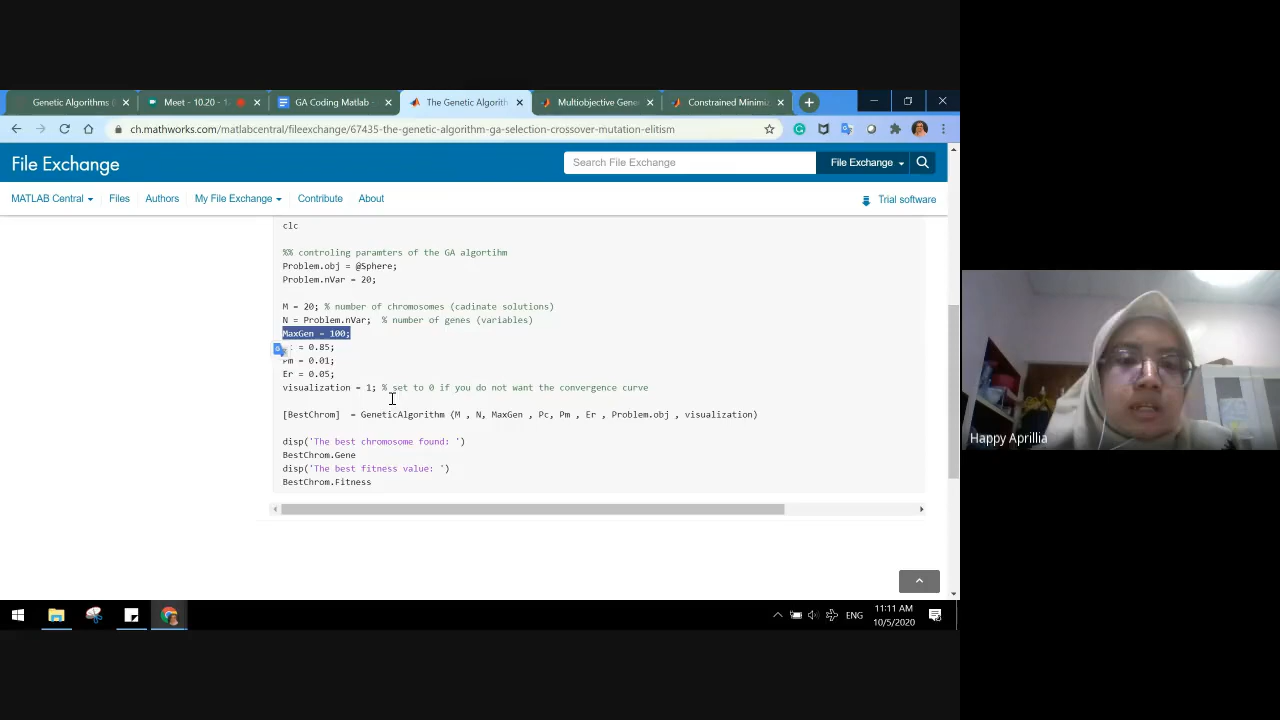 Genetic Algorithms (
Meet - 10.20 - 1
GA Coding Matlab -
The Genetic Algorith
Multiobjective Gene
Constrained Minimiz
ch.mathworks.com/matlabcentral/fileexchange/67435-the-genetic-algorithm-ga-selection-crossover-mutation-elitism
File Exchange
Search File Exchange
File Exchange
MATLAB Central
Files
Authors
My File Exchange
Contribute
About
Trial software
clc
%% controling paramters of the GA algortihm
Problem.obj = @Sphere;
Problem.nVar = 20;
M = 20; % number of chromosomes (cadinate solutions)
N = Problem.nVar; % number of genes (variables)
MaxGen = 100;
= 0.85;
Pm = 0.01;
Er = 0.05;
visualization = 1; % set to 0 if you do not want the convergence curve
[BestChrom] = GeneticAlgorithm (M , N, MaxGen , Pc, Pm , Er , Problem.obj , visualization)
disp('The best chromosome found: ')
BestChrom.Gene
disp('The best fitness value: ')
BestChrom.Fitness
Happy Aprillia
ENG
11:11 AM
10/5/2020